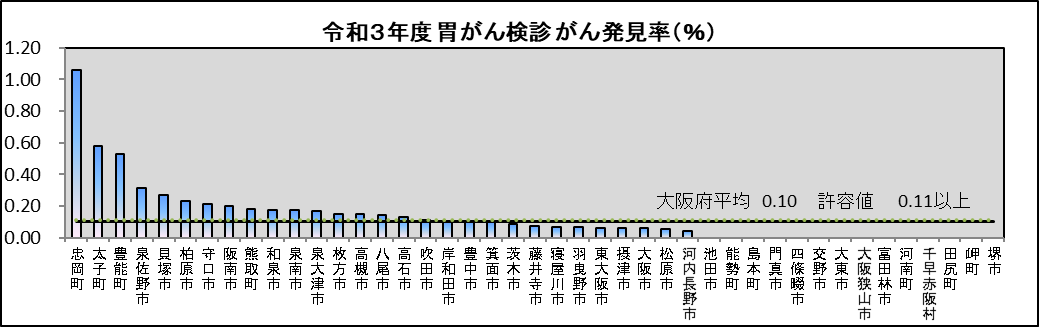 令和3年度 胃がん検診 がん発見率(%)
1.20
1.00
0.80
0.60
0.40
0.20
0.00
大阪府平均 0.10 許容値 0.11以上
忠岡町
太子町
豊能町
泉佐野市
貝塚市
柏原市
守口市
阪南市
熊取町
和泉市
泉南市
泉大津市
枚方市
高槻市
八尾市
高石市
吹田市
岸和田市
豊中市
箕面市
茨木市
藤井寺市
寝屋川市
羽曳野市
東大阪市
摂津市
大阪市
松原市
河内長野市
池田市
能勢町
島本町
門真市
四條畷市
交野市
大東市
大阪狭山市
富田林市
河南町
千早赤阪村
田尻町
岬町
堺市